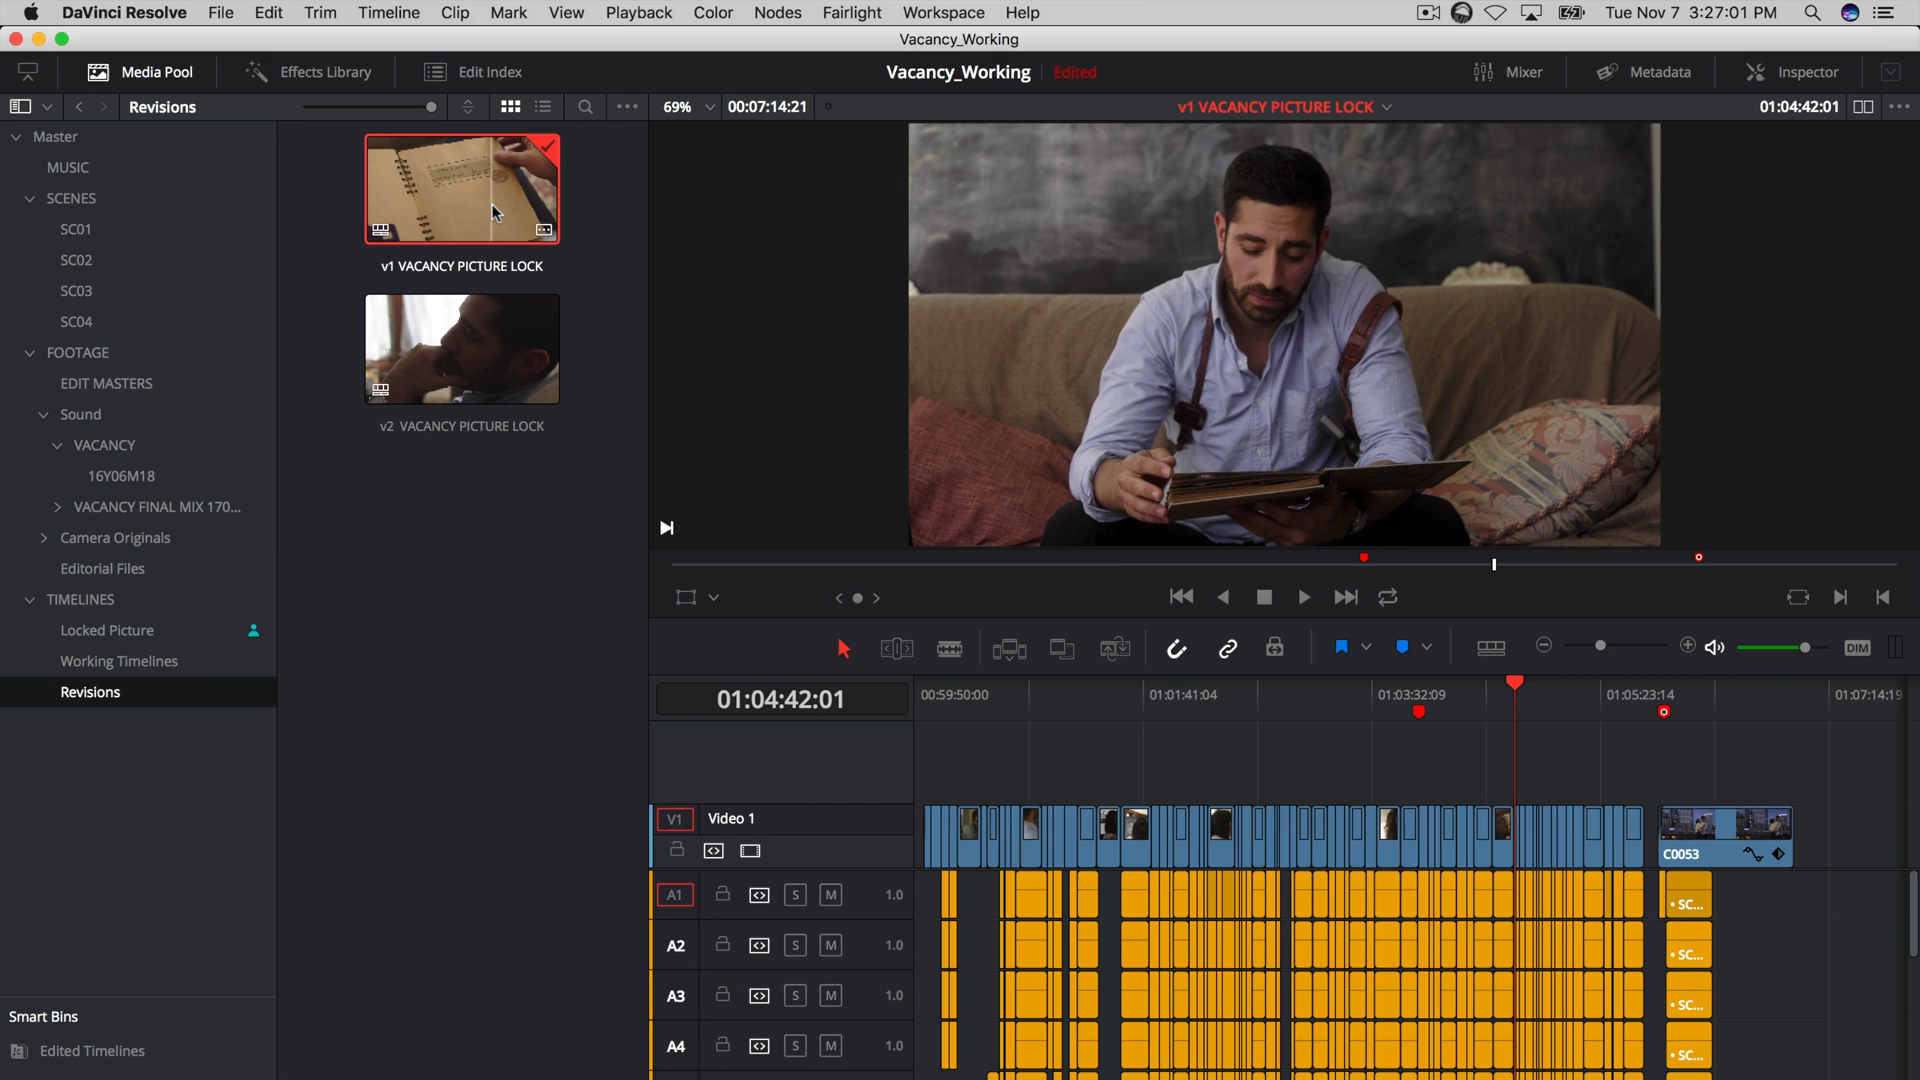 DaVinci Resolve File Edit Trim Timeline Clip Mark View Playback Color Nodes Fairlight Workspace Help Tue Nov 7 3:27:01 PM
Vacancy_Working
Media Pool Effects Library Edit Index Vacancy_Working Edited Mixer Metadata Inspector
Revisions 69% 00:07:14:21 v1 VACANCY PICTURE LOCK 01:04:42:01
Master
MUSIC
SCENES
SC01
SC02
SC03
SC04
FOOTAGE
EDIT MASTERS
Sound
VACANCY
16Y06M18
VACANCY FINAL MIX 170...
Camera Originals
Editorial Files
TIMELINES
Locked Picture
Working Timelines
Revisions
Smart Bins
Edited Timelines
v1 VACANCY PICTURE LOCK
v2 VACANCY PICTURE LOCK
DIM
01:04:42:01 00:59:50:00 01:01:41:04 01:03:32:09 01:05:23:14 01:07:14:19
V1 Video 1
C0053
A1 S M 1.0 • SC...
A2 S M 1.0 • SC...
A3 S M 1.0 • SC...
A4 S M 1.0 • SC...